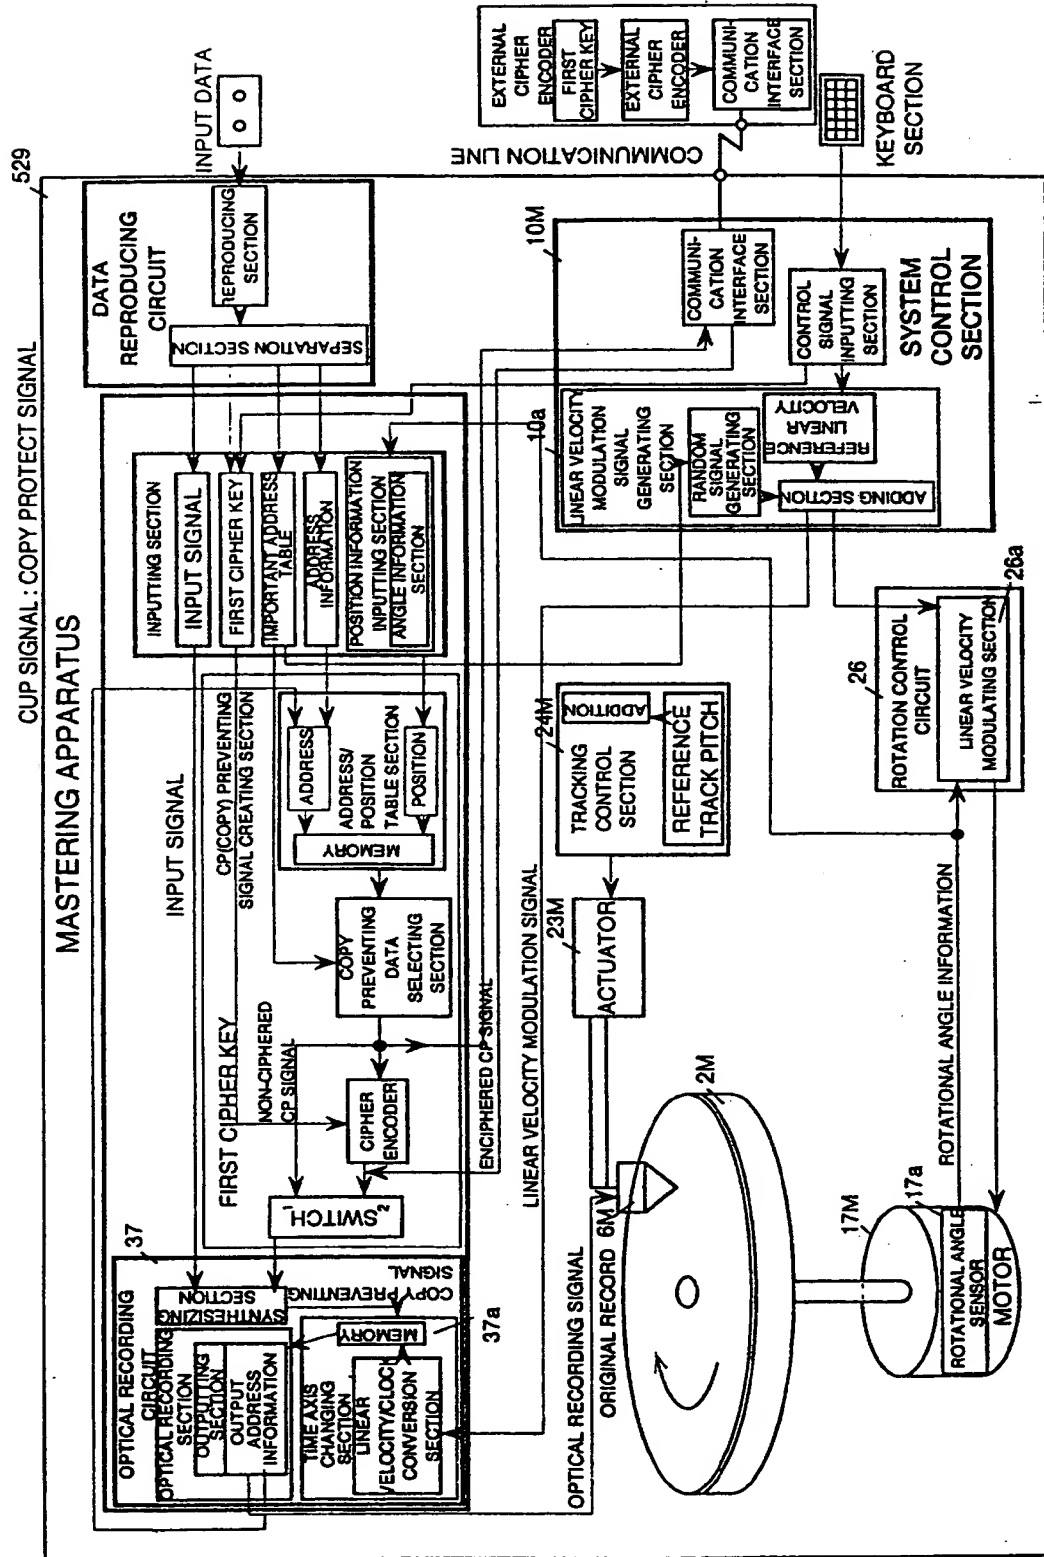 CUP SIGNAL : COPY PROTECT SIGNAL
529
MASTERING APPARATUS
INPUT DATA
DATA
REPRODUCING
CIRCUIT
REPRODUCING
SECTION
SEPARATION SECTION
EXTERNAL
CIPHER
ENCODER
FIRST
CIPHER KEY
EXTERNAL
CIPHER
ENCODER
COMMUNI-
CATION
INTERFACE
SECTION
COMMUNICATION LINE
KEYBOARD
SECTION
INPUTTING SECTION
INPUT SIGNAL
FIRST CIPHER KEY
IMPORTANT ADDRESS
TABLE
ADDRESS
INFORMATION
POSITION INFORMATION
INPUTTING SECTION
ANGLE INFORMATION
SECTION
10M
COMMUNI-
CATION
INTERFACE
SECTION
CONTROL
SIGNAL
INPUTTING
SECTION
SYSTEM
CONTROL
SECTION
10a
LINEAR VELOCITY
MODULATION
SIGNAL
GENERATING
SECTION
RANDOM
SIGNAL
GENERATING
SECTION
REFERENCE
LINEAR
VELOCITY
ADDING SECTION
INPUT SIGNAL
CP(COPY) PREVENTING
SIGNAL CREATING SECTION
ADDRESS
ADDRESS/
POSITION
TABLE SECTION
POSITION
MEMORY
COPY
PREVENTING
DATA
SELECTING
SECTION
FIRST CIPHER KEY
NON-CIPHERED
CP SIGNAL
CIPHER
ENCODER
ENCIPHERED CP SIGNAL
1
2
SWITCH
LINEAR VELOCITY MODULATION SIGNAL
24M
TRACKING
CONTROL
SECTION
ADDITION
REFERENCE
TRACK PITCH
23M
ACTUATOR
26
ROTATION CONTROL
CIRCUIT
26a
LINEAR VELOCITY
MODULATING SECTION
37
OPTICAL RECORDING
CIRCUIT
SYNTHESIZING
SECTION
COPY PREVENTING
SIGNAL
OPTICAL RECORDING
SECTION
OUTPUTTING
SECTION
OUTPUT
ADDRESS
INFORMATION
37a
TIME AXIS
CHANGING
SECTION
LINEAR
VELOCITY/CLOCK
CONVERSION
SECTION
MEMORY
OPTICAL RECORDING SIGNAL
ORIGINAL RECORD 6M
2M
ROTATIONAL ANGLE INFORMATION
17M
17a
ROTATIONAL ANGLE
SENSOR
MOTOR